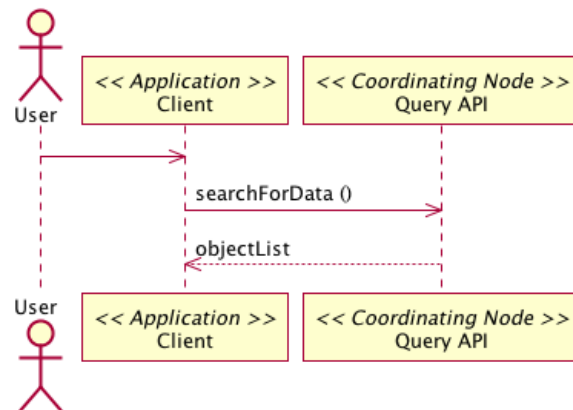 << Application >>
<< Coordinating Node >>
User
Client
Query API
searchForData ()
objectList
User
<< Application >>
<< Coordinating Node >>
Client
Query API